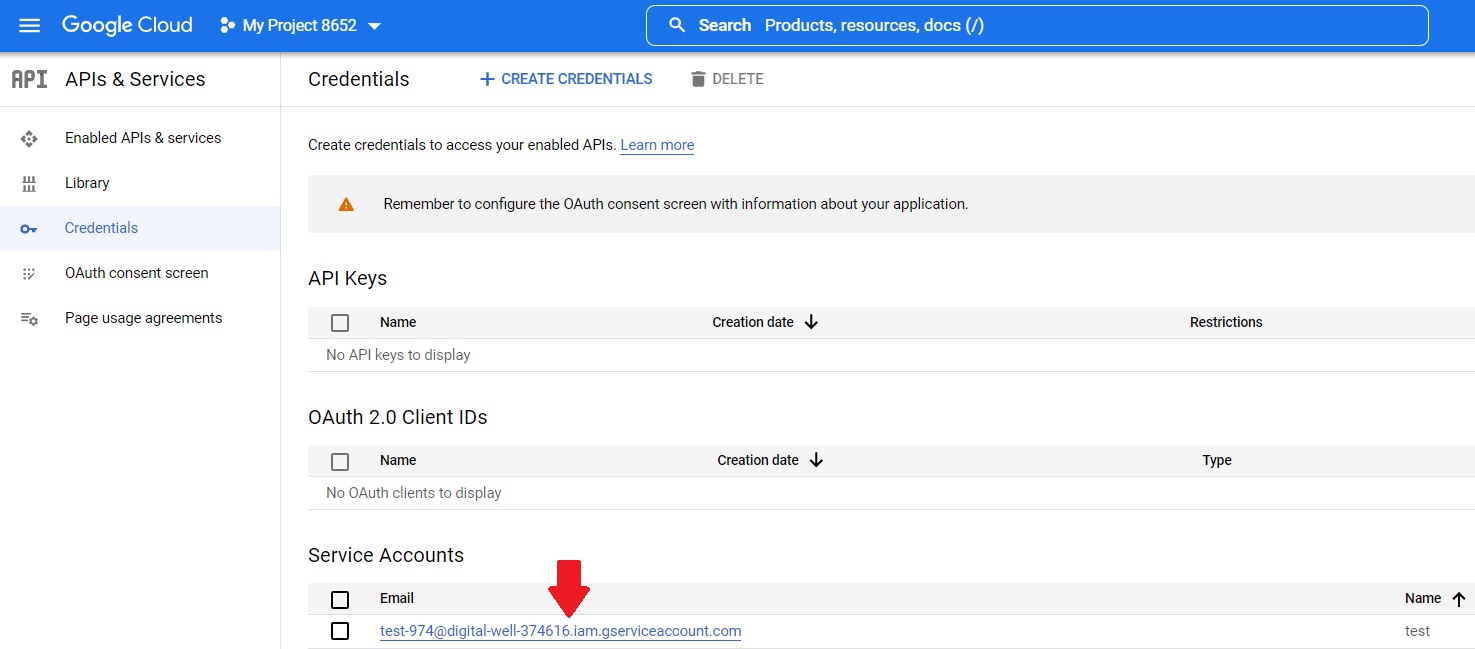 Google Cloud My Project 8652 Search Products, resources, docs (/)
API APIs & Services Credentials + CREATE CREDENTIALS DELETE
Enabled APIs & services
Library
Credentials
OAuth consent screen
Page usage agreements
Create credentials to access your enabled APIs. Learn more
Remember to configure the OAuth consent screen with information about your application.
API Keys
Name Creation date Restrictions
No API keys to display
OAuth 2.0 Client IDs
Name Creation date Type
No OAuth clients to display
Service Accounts
Email Name
test-974@digital-well-374616.iam.gserviceaccount.com test